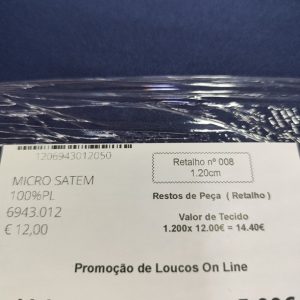 1206943012050
MICRO SATEM
100%PL
6943.012
€ 12,00
Retalho nº 008
1.20cm
Restos de Peça ( Retalho )
Valor de Tecido
1.200x 12.00€ = 14.40€
Promoção de Loucos On Line